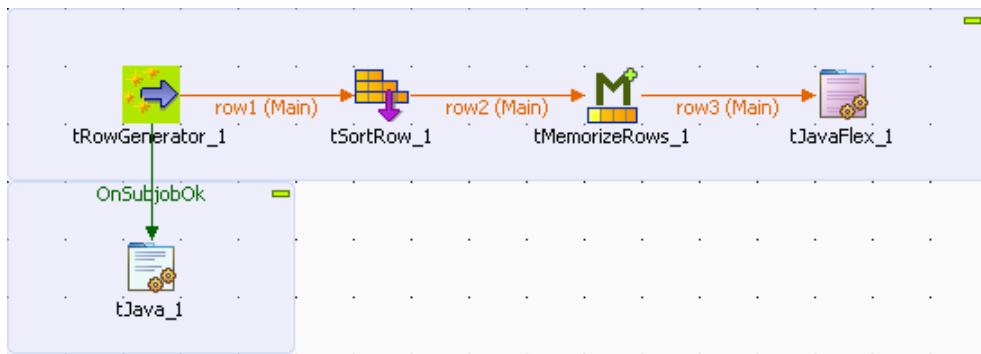 row1 (Main)
row2 (Main)
row3 (Main)
tRowGenerator_1
tSortRow_1
tMemorizeRows_1
tJavaFlex_1
OnSubjobOk
tJava_1